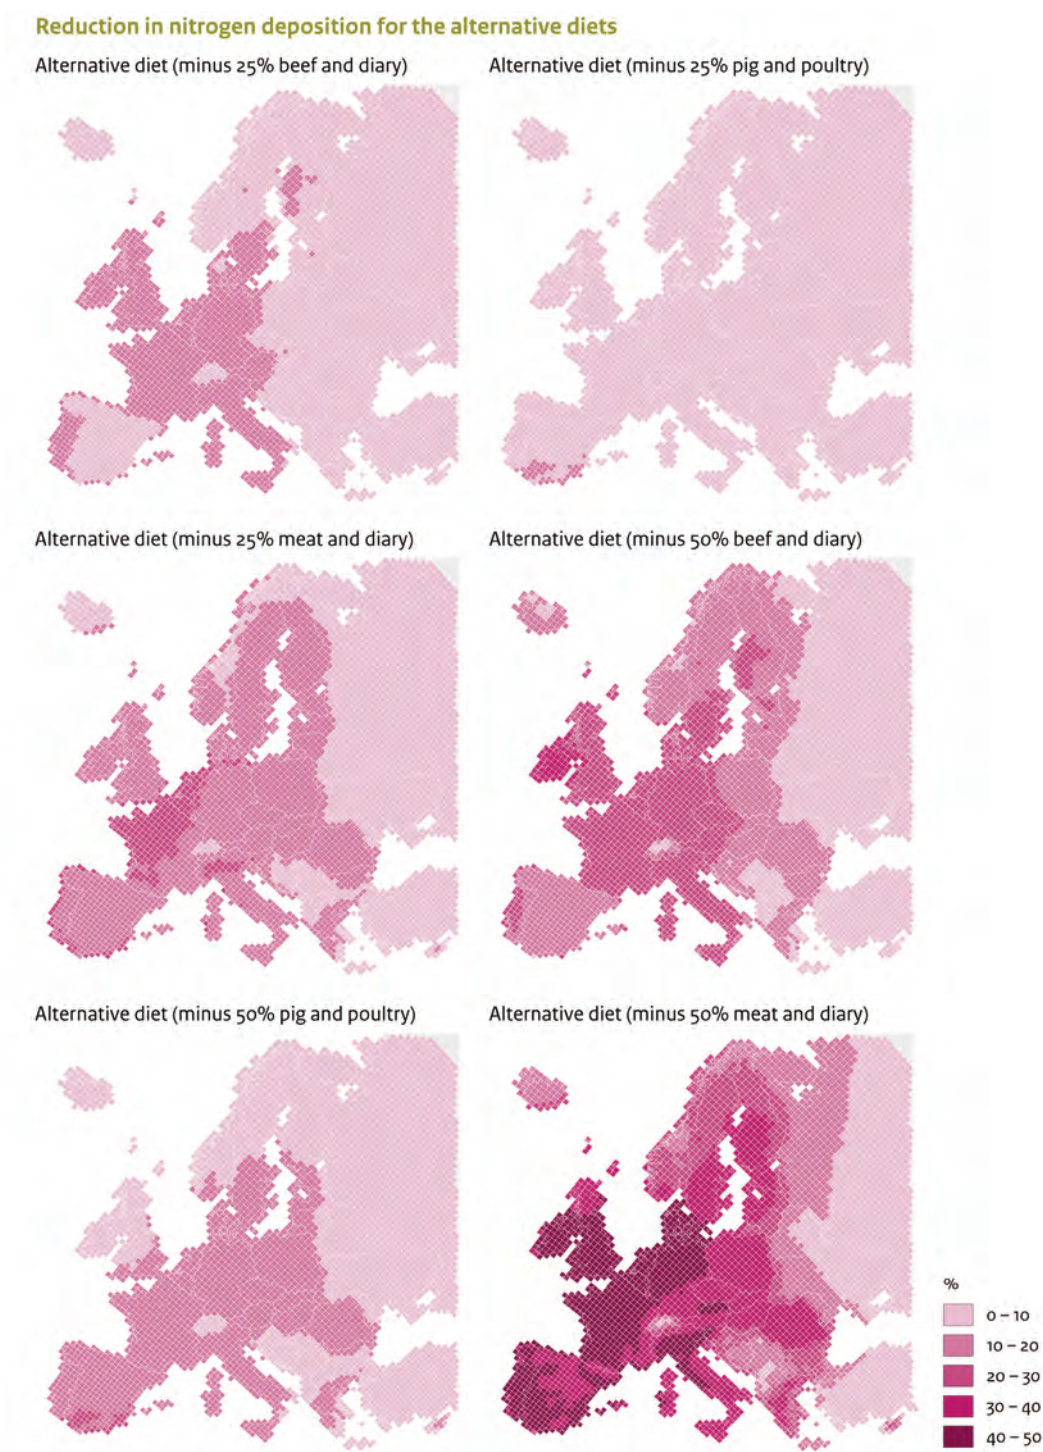 Reduction in nitrogen deposition for the alternative diets
Alternative diet (minus 25% beef and diary)
Alternative diet (minus 25% pig and poultry)
Alternative diet (minus 25% meat and diary)
Alternative diet (minus 50% beef and diary)
Alternative diet (minus 50% pig and poultry)
Alternative diet (minus 50% meat and diary)
%
0 – 10
10 – 20
20 – 30
30 – 40
40 – 50